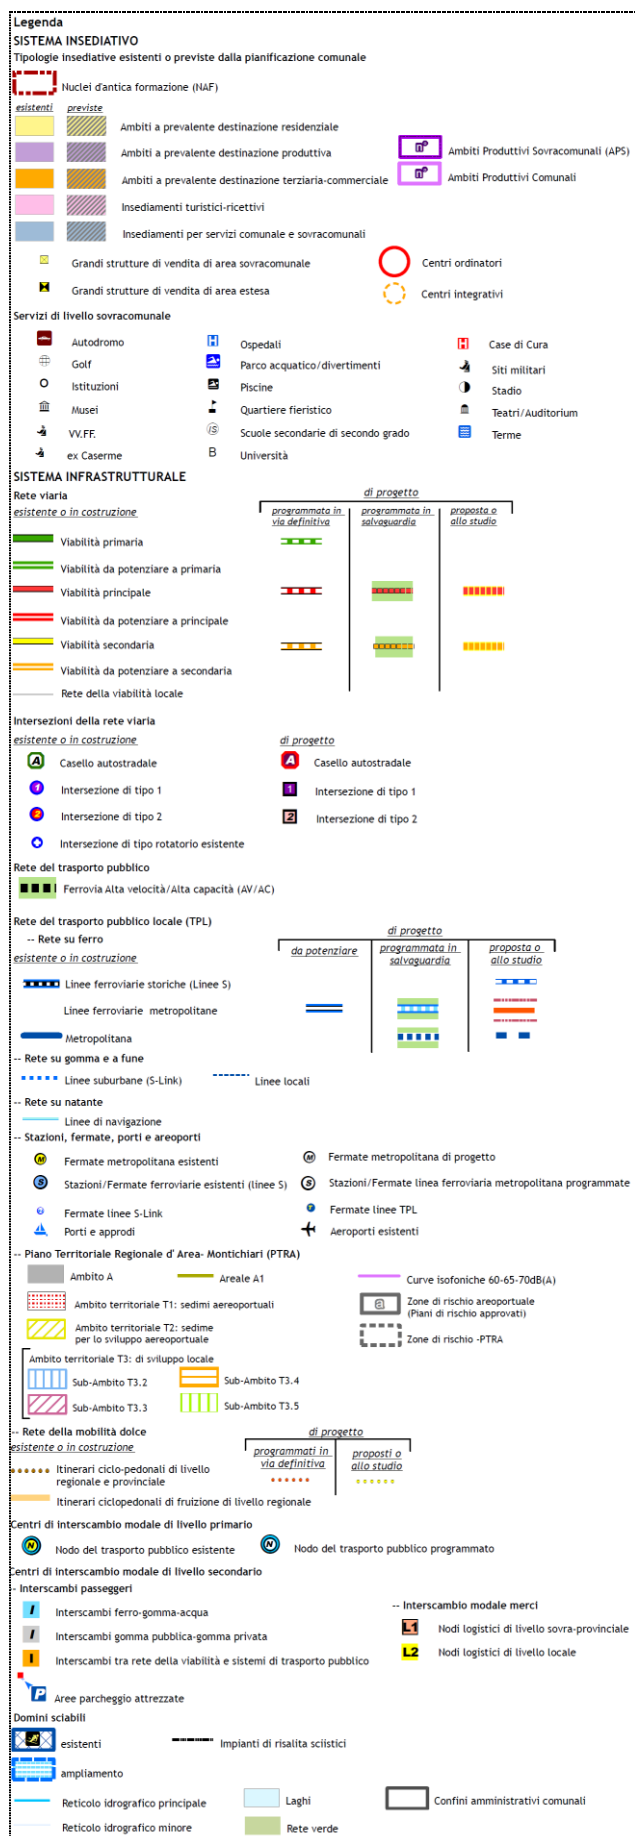 Legenda
SISTEMA INSEDIATIVO
Tipologie insediative esistenti o previste dalla pianificazione comunale
Nuclei d'antica formazione (NAF)
esistenti previste
Ambiti a prevalente destinazione residenziale
Ambiti a prevalente destinazione produttiva
n° Ambiti Produttivi Sovracomunali (APS)
Ambiti a prevalente destinazione terziaria-commerciale
n° Ambiti Produttivi Comunali
Insediamenti turistici-ricettivi
Insediamenti per servizi comunale e sovracomunali
Grandi strutture di vendita di area sovracomunale
Centri ordinatori
Grandi strutture di vendita di area estesa
Centri integrativi
Servizi di livello sovracomunale
Autodromo
H Ospedali
H Case di Cura
Golf
Parco acquatico/divertimenti
Siti militari
Istituzioni
Piscine
Stadio
Musei
Quartiere fieristico
Teatri/Auditorium
VV.FF.
iS Scuole secondarie di secondo grado
Terme
ex Caserme
B Università
SISTEMA INFRASTRUTTURALE
Rete viaria
di progetto
esistente o in costruzione
programmata in via definitiva
programmata in salvaguardia
proposta o allo studio
Viabilità primaria
Viabilità da potenziare a primaria
Viabilità principale
Viabilità da potenziare a principale
Viabilità secondaria
Viabilità da potenziare a secondaria
Rete della viabilità locale
Intersezioni della rete viaria
esistente o in costruzione
di progetto
A Casello autostradale
A Casello autostradale
1 Intersezione di tipo 1
1 Intersezione di tipo 1
2 Intersezione di tipo 2
2 Intersezione di tipo 2
Intersezione di tipo rotatorio esistente
Rete del trasporto pubblico
Ferrovia Alta velocità/Alta capacità (AV/AC)
Rete del trasporto pubblico locale (TPL)
di progetto
-- Rete su ferro
da potenziare
programmata in salvaguardia
proposta o allo studio
esistente o in costruzione
Linee ferroviarie storiche (Linee S)
Linee ferroviarie metropolitane
Metropolitana
-- Rete su gomma e a fune
Linee suburbane (S-Link)
Linee locali
-- Rete su natante
Linee di navigazione
-- Stazioni, fermate, porti e areoporti
M Fermate metropolitana esistenti
M Fermate metropolitana di progetto
S Stazioni/Fermate ferroviarie esistenti (linee S)
S Stazioni/Fermate linea ferroviaria metropolitana programmate
Fermate linee S-Link
Fermate linee TPL
Porti e approdi
Aeroporti esistenti
-- Piano Territoriale Regionale d' Area- Montichiari (PTRA)
Ambito A
Areale A1
Curve isofoniche 60-65-70dB(A)
Ambito territoriale T1: sedimi aereoportuali
a Zone di rischio areoportuale
(Piani di rischio approvati)
Ambito territoriale T2: sedime
per lo sviluppo aereoportuale
Zone di rischio -PTRA
Ambito territoriale T3: di sviluppo locale
Sub-Ambito T3.2
Sub-Ambito T3.4
Sub-Ambito T3.3
Sub-Ambito T3.5
-- Rete della mobilità dolce
di progetto
esistente o in costruzione
programmati in via definitiva
proposti o allo studio
Itinerari ciclo-pedonali di livello
regionale e provinciale
Itinerari ciclopedonali di fruizione di livello regionale
Centri di interscambio modale di livello primario
N Nodo del trasporto pubblico esistente
N Nodo del trasporto pubblico programmato
Centri di interscambio modale di livello secondario
-- Interscambi passeggeri
-- Interscambio modale merci
I Interscambi ferro-gomma-acqua
L1 Nodi logistici di livello sovra-provinciale
I Interscambi gomma pubblica-gomma privata
L2 Nodi logistici di livello locale
I Interscambi tra rete della viabilità e sistemi di trasporto pubblico
P Aree parcheggio attrezzate
Domini sciabili
esistenti
Impianti di risalita sciistici
ampliamento
Reticolo idrografico principale
Laghi
Confini amministrativi comunali
Reticolo idrografico minore
Rete verde